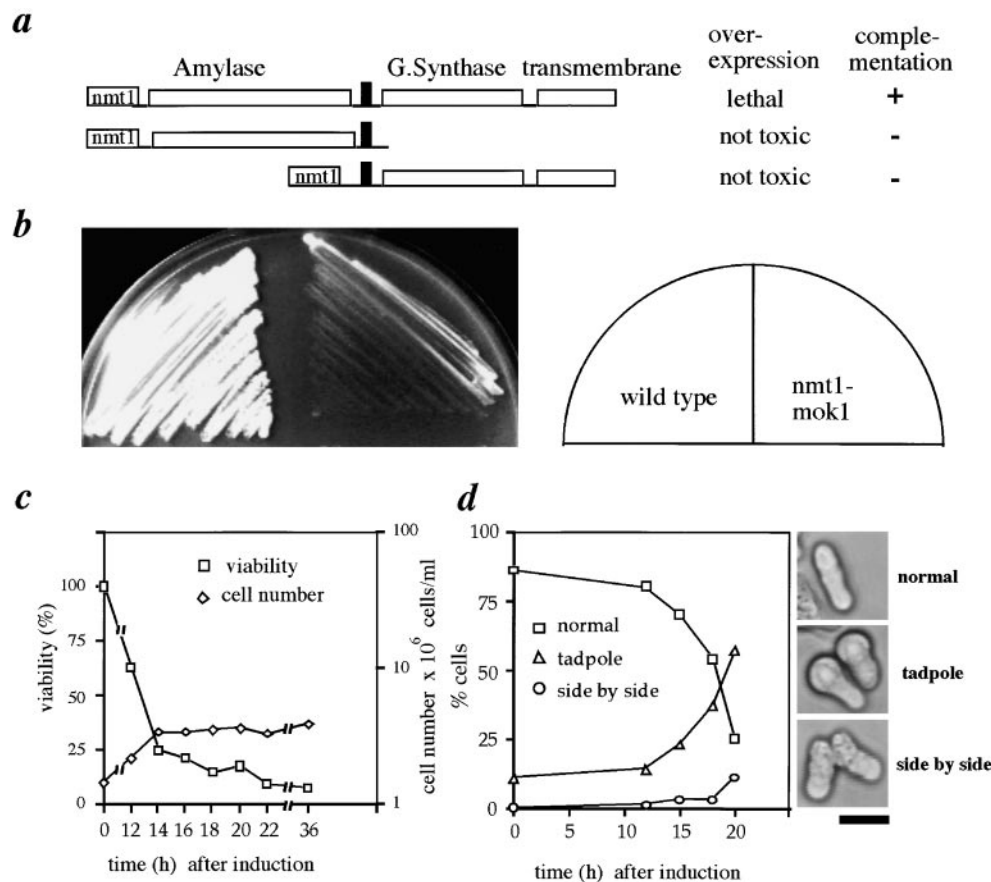 a
over-
expression
comple-
mentation
Amylase G.Synthase transmembrane
nmt1 lethal +
nmt1 not toxic -
nmt1 not toxic -
b
wild type
nmt1-
mok1
c
viability
cell number
viability (%)
100
75
50
25
0
cell number x 10^6 cells/ml
100
10
1
0 12 14 16 18 20 22 36
time (h) after induction
d
% cells
100
75
50
25
0
normal
tadpole
side by side
0 5 10 15 20
time (h) after induction
normal
tadpole
side by side